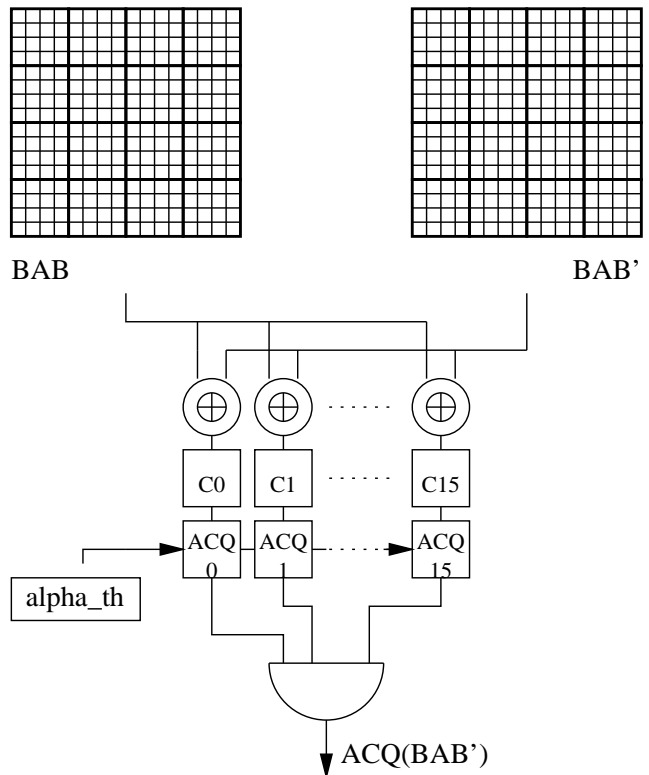 BAB BAB’
C0 C1 C15
ACQ 0 ACQ 1 ACQ 15
alpha_th
ACQ(BAB’)